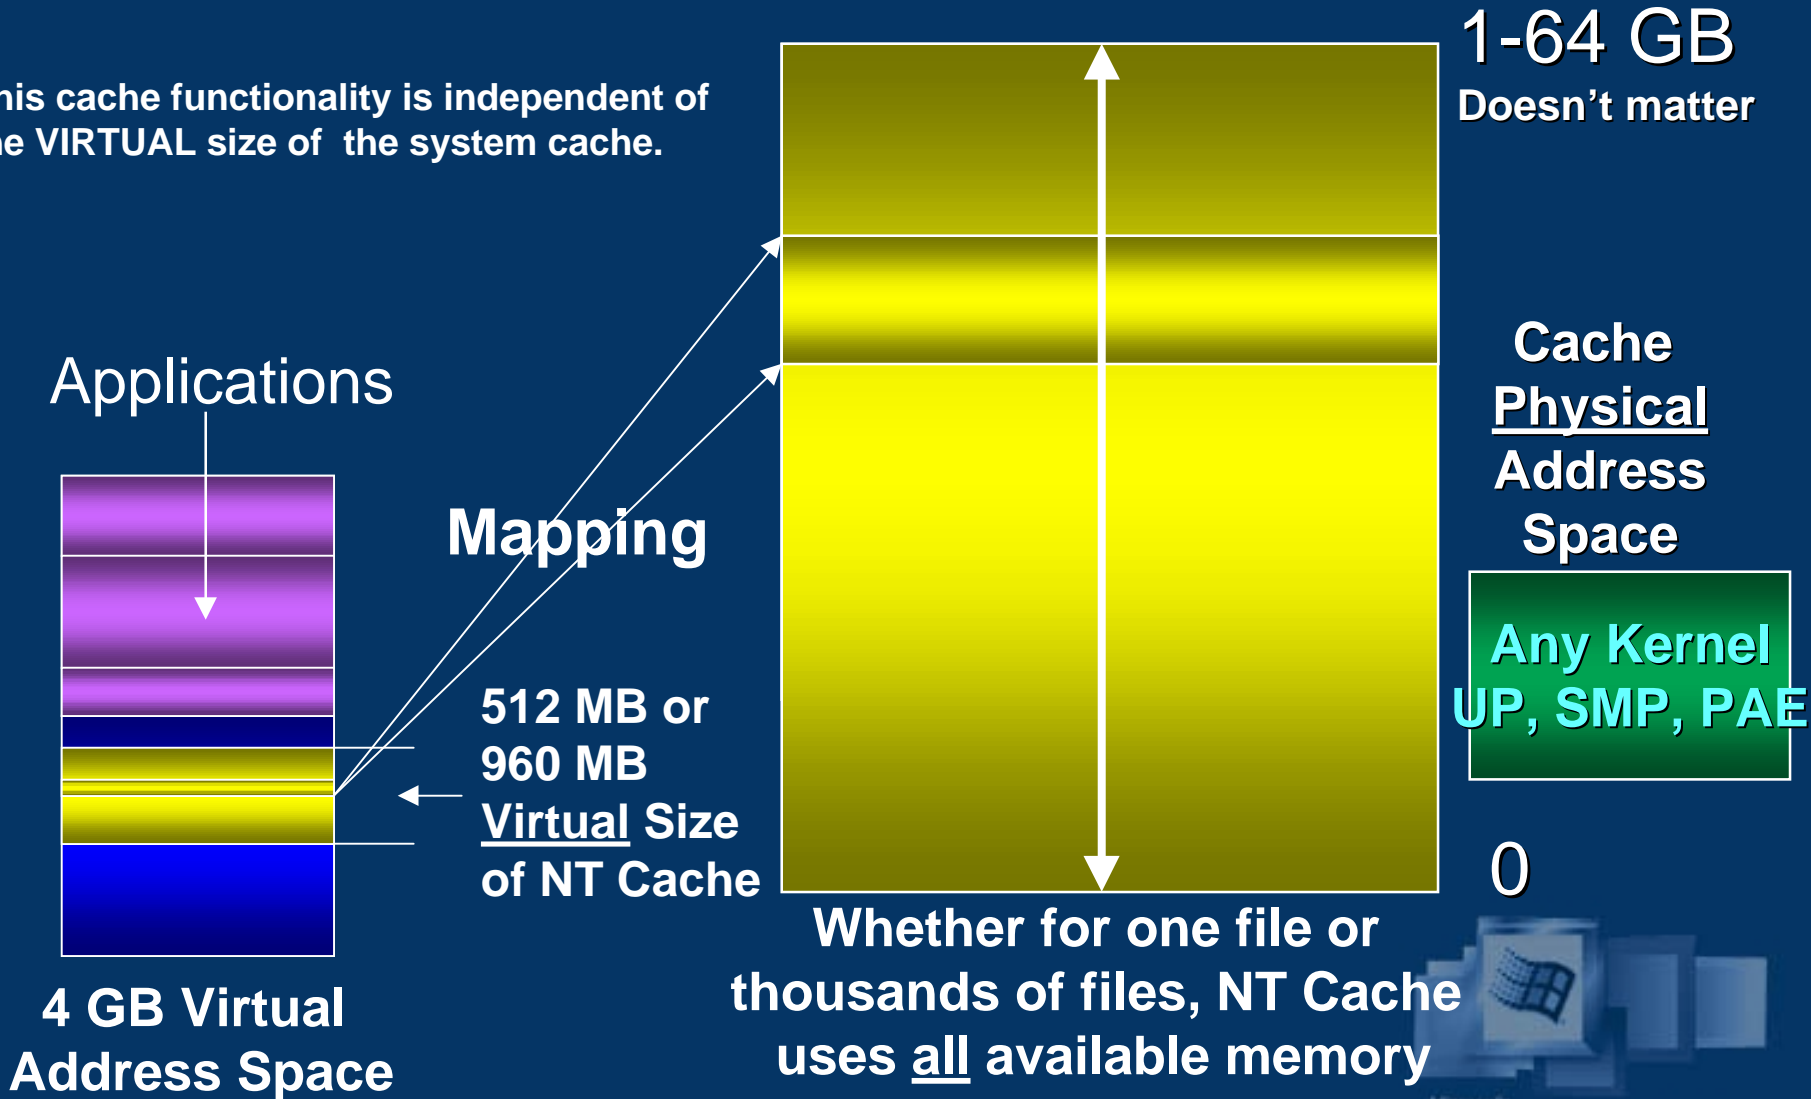 1-64 GB
Doesn't matter
his cache functionality is independent of
he VIRTUAL size of the system cache.
Applications
Mapping
Cache
Physical
Address
Space
Any Kernel
UP, SMP, PAE
512 MB or
960 MB
Virtual Size
of NT Cache
0
Whether for one file or
thousands of files, NT Cache
uses all available memory
4 GB Virtual
Address Space